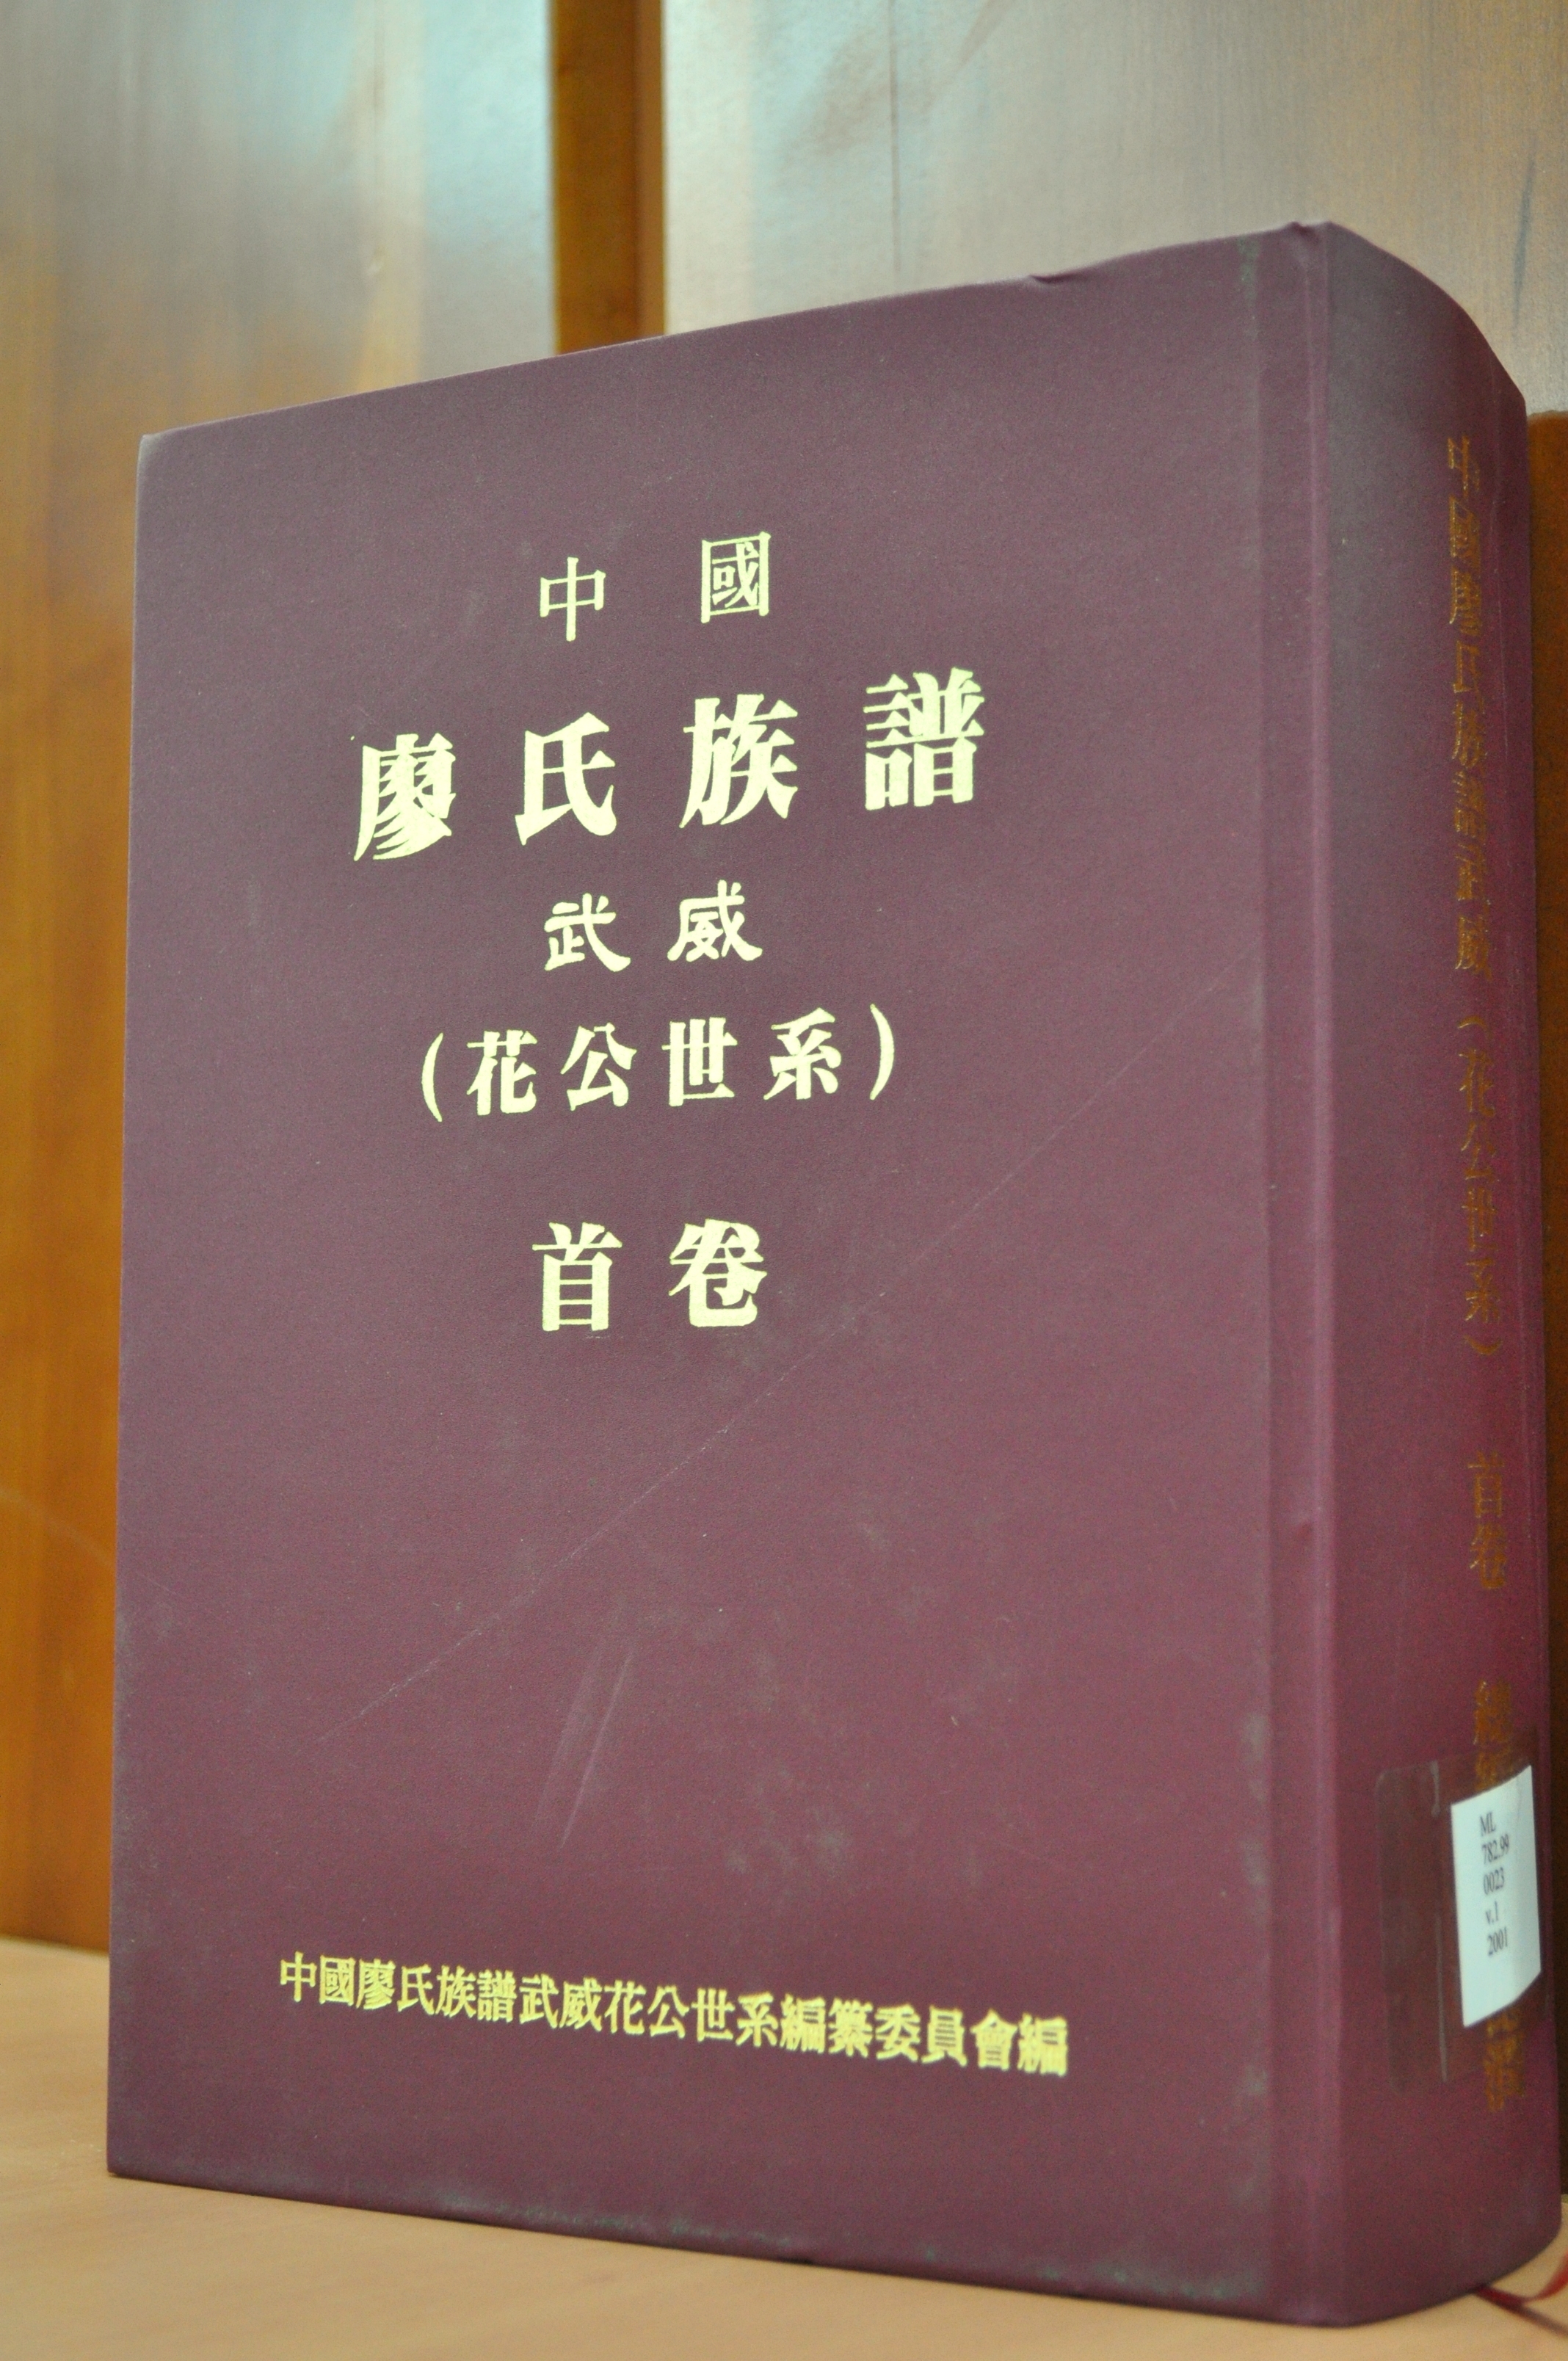 中國
廖氏族譜
武威
(花公世系)
首卷
中國廖氏族譜武威花公世系編纂委員會編
中國廖氏族譜武威(花公世系) 首卷
ML
782.99
0023
v.1
2001